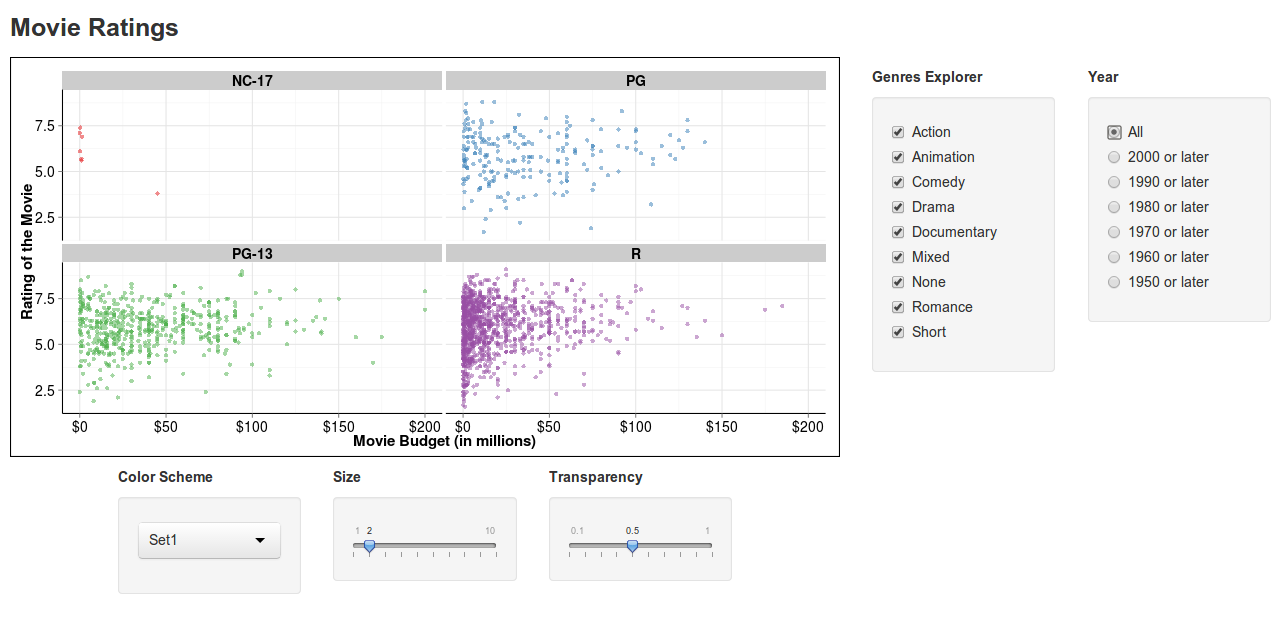 Movie Ratings
NC-17 PG
7.5
5.0
2.5
PG-13 R
7.5
5.0
2.5
Rating of the Movie
$0 $50 $100 $150 $200 $0 $50 $100 $150 $200
Movie Budget (in millions)
Genres Explorer
Action
Animation
Comedy
Drama
Documentary
Mixed
None
Romance
Short
Year
All
2000 or later
1990 or later
1980 or later
1970 or later
1960 or later
1950 or later
Color Scheme
Set1
Size
1 2 10
Transparency
0.1 0.5 1